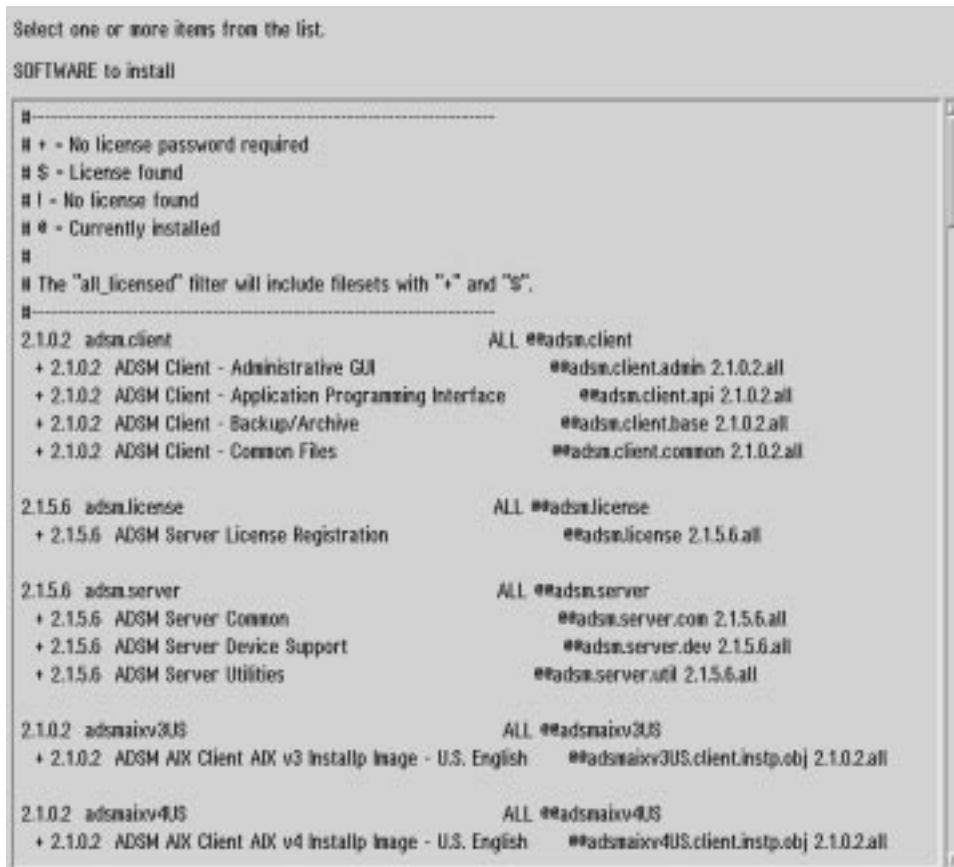 Select one or more items from the list.
SOFTWARE to install
#--------------------------------------------------------------------
# + = No license password required
# $ = License found
# ! = No license found
# @ = Currently installed
#
# The "all_licensed" filter will include filesets with "+" and "$".
#--------------------------------------------------------------------
2.1.0.2 adsm.client ALL @@adsm.client
+ 2.1.0.2 ADSM Client - Administrative GUI @@adsm.client.admin 2.1.0.2.all
+ 2.1.0.2 ADSM Client - Application Programming Interface @@adsm.client.api 2.1.0.2.all
+ 2.1.0.2 ADSM Client - Backup/Archive @@adsm.client.base 2.1.0.2.all
+ 2.1.0.2 ADSM Client - Common Files @@adsm.client.common 2.1.0.2.all
2.1.5.6 adsm.license ALL @@adsm.license
+ 2.1.5.6 ADSM Server License Registration @@adsm.license 2.1.5.6.all
2.1.5.6 adsm.server ALL @@adsm.server
+ 2.1.5.6 ADSM Server Common @@adsm.server.com 2.1.5.6.all
+ 2.1.5.6 ADSM Server Device Support @@adsm.server.dev 2.1.5.6.all
+ 2.1.5.6 ADSM Server Utilities @@adsm.server.util 2.1.5.6.all
2.1.0.2 adsmaixv3US ALL @@adsmaixv3US
+ 2.1.0.2 ADSM AIX Client AIX v3 Installp Image - U.S. English @@adsmaixv3US.client.instp.obj 2.1.0.2.all
2.1.0.2 adsmaixv4US ALL @@adsmaixv4US
+ 2.1.0.2 ADSM AIX Client AIX v4 Installp Image - U.S. English @@adsmaixv4US.client.instp.obj 2.1.0.2.all